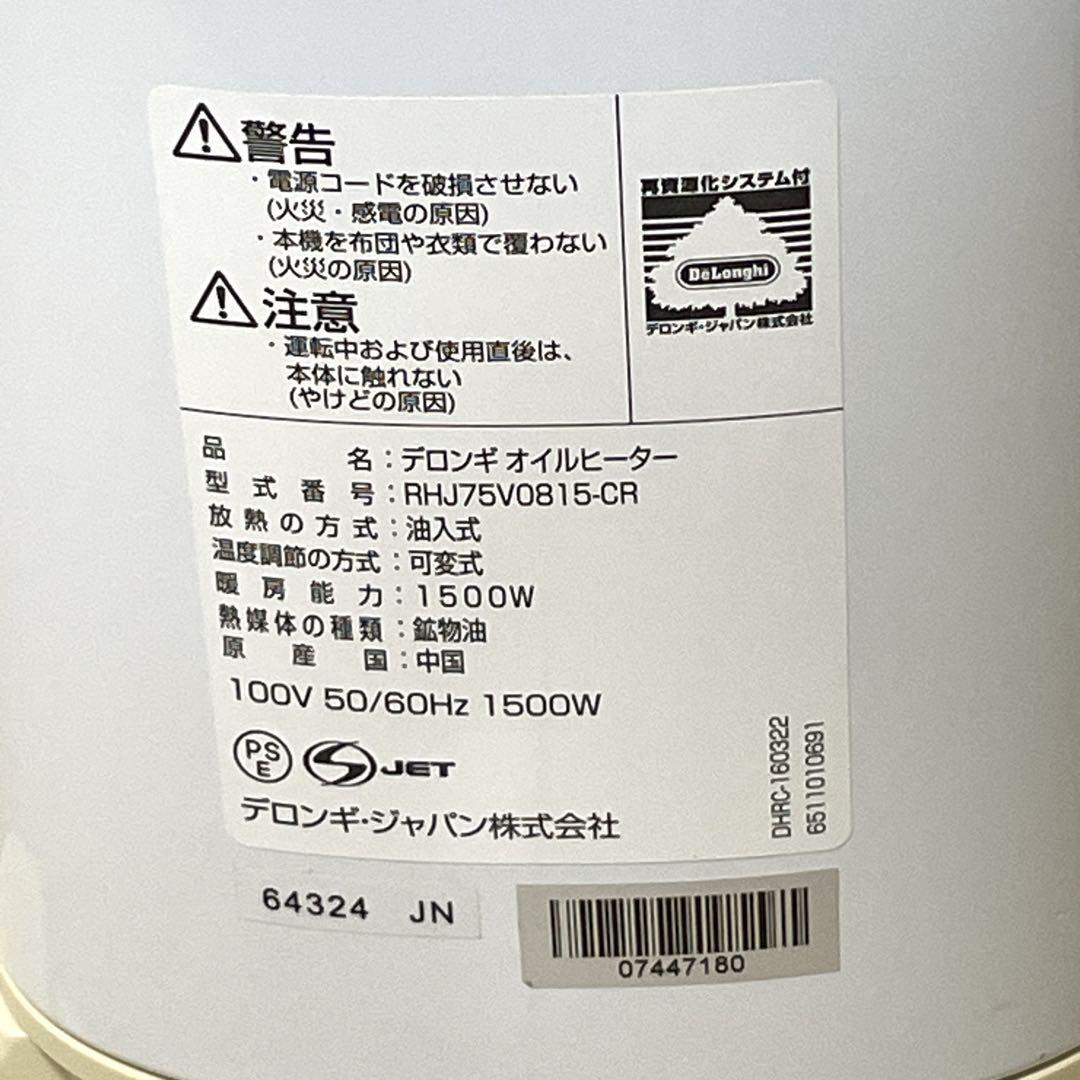 警告
・電源コードを破損させない
(火災・感電の原因)
・本機を布団や衣類で覆わない
(火災の原因)
注意
・運転中および使用直後は、
本体に触れない
(やけどの原因)
再資源化システム付
DeLonghi
デロンギ・ジャパン株式会社
品名：デロンギ オイルヒーター
型式番号：RHJ75V0815-CR
放熱の方式：油入式
温度調節の方式：可変式
暖房能力：1500W
熱媒体の種類：鉱物油
原産国：中国
100V 50/60Hz 1500W
PSE JET
デロンギ・ジャパン株式会社
DHRC-160322
6511010691
64324 JN
07447180